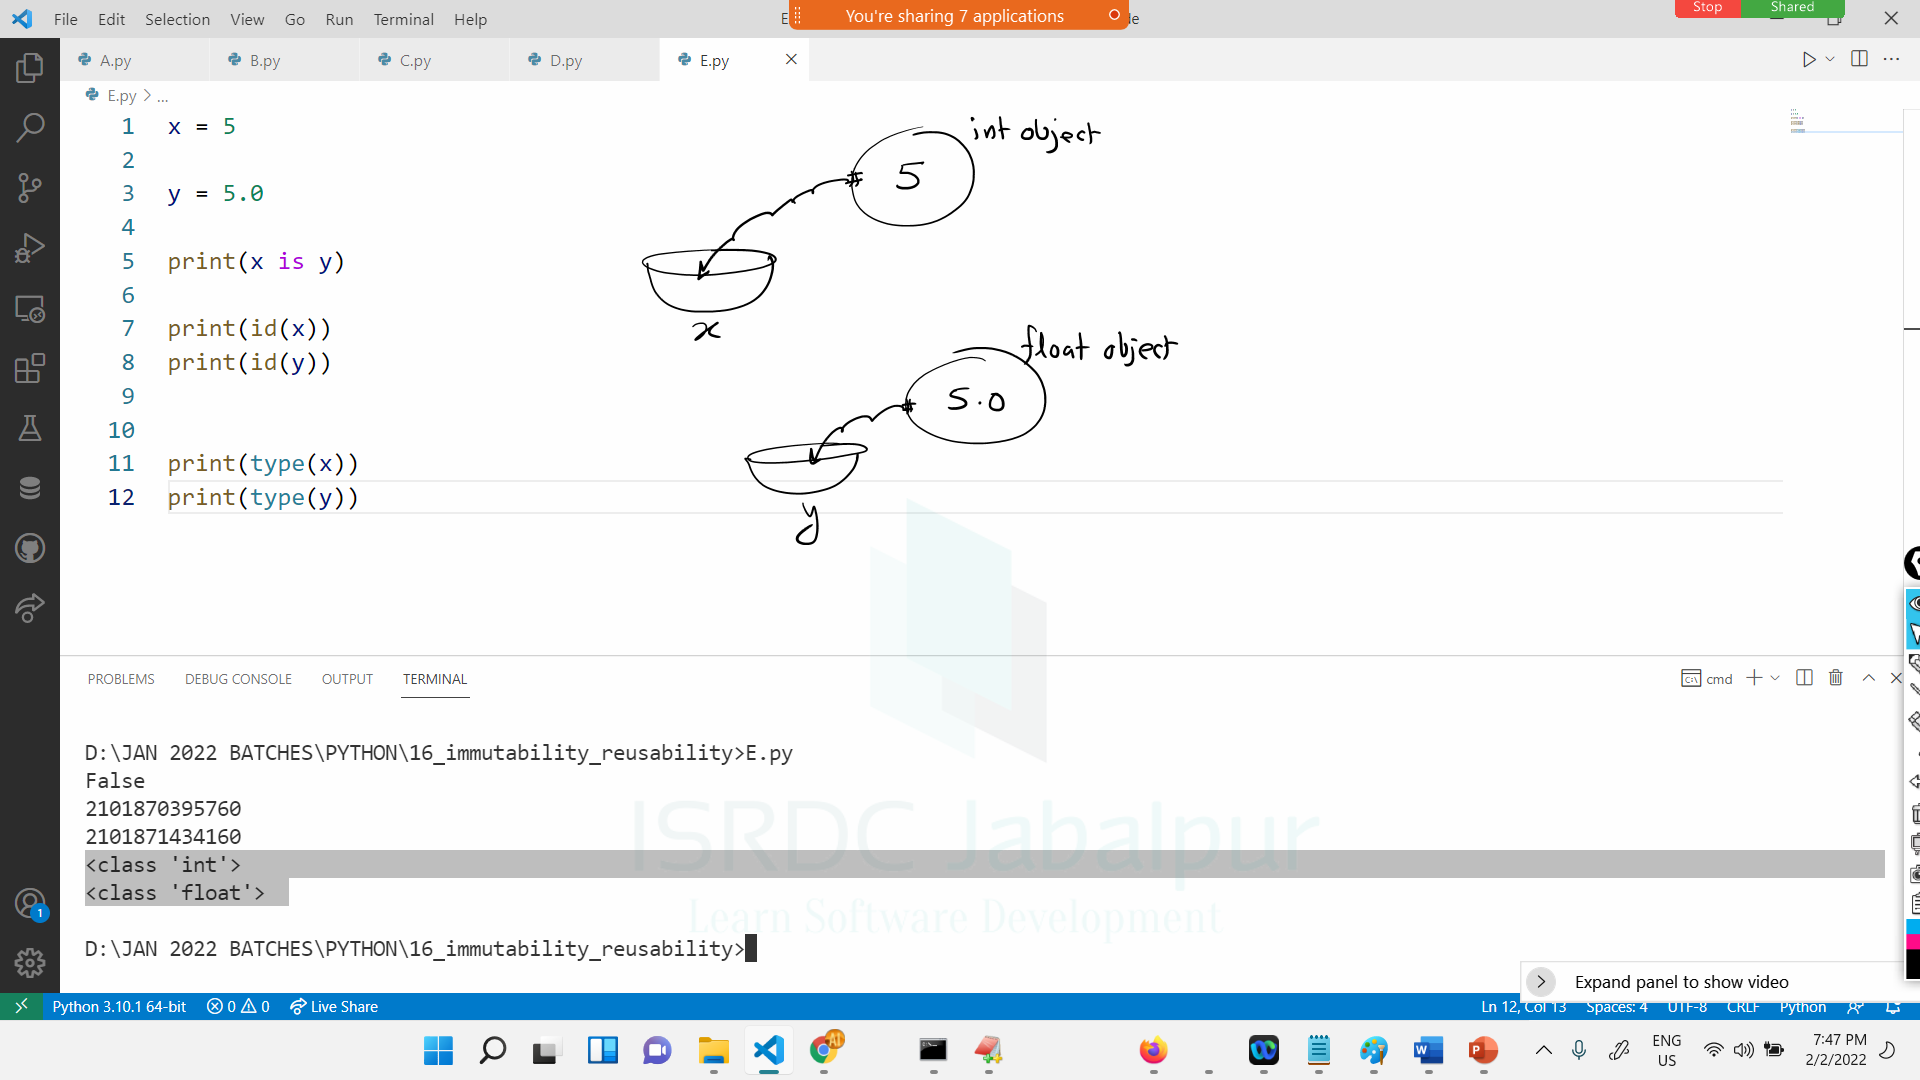 File Edit Selection View Go Run Terminal Help
You're sharing 7 applications
Stop Shared
A.py B.py C.py D.py E.py
E.py > ...
1 x = 5
2
3 y = 5.0
4
5 print(x is y)
6
7 print(id(x))
8 print(id(y))
9
10
11 print(type(x))
12 print(type(y))
int object
5
x
float object
5.0
y
PROBLEMS DEBUG CONSOLE OUTPUT TERMINAL
cmd
D:\JAN 2022 BATCHES\PYTHON\16_immutability_reusability>E.py
False
2101870395760
2101871434160
<class 'int'>
<class 'float'>
D:\JAN 2022 BATCHES\PYTHON\16_immutability_reusability>
ISRDC Jabalpur
Learn Software Development
Expand panel to show video
1
Python 3.10.1 64-bit 0 0 Live Share
Ln 12, Col 13 Spaces: 4 UTF-8 CRLF Python
AI
W P
ENG
US
7:47 PM
2/2/2022